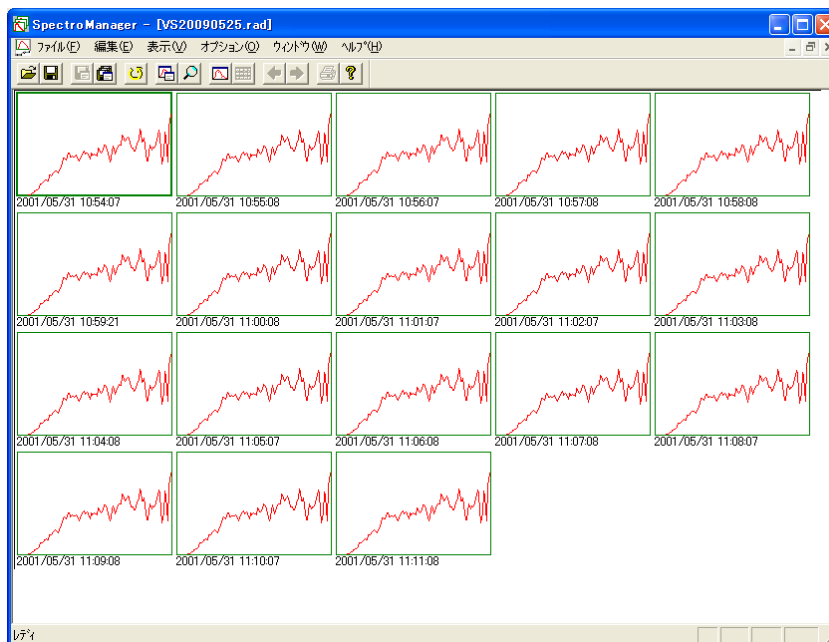 SpectroManager - [VS20090525.rad]
ファイル(F) 編集(E) 表示(V) オプション(O) ウィンドウ(W) ヘルプ(H)
2001/05/31 10:54:07 2001/05/31 10:55:08 2001/05/31 10:56:07 2001/05/31 10:57:08 2001/05/31 10:58:08
2001/05/31 10:59:21 2001/05/31 11:00:08 2001/05/31 11:01:07 2001/05/31 11:02:07 2001/05/31 11:03:08
2001/05/31 11:04:08 2001/05/31 11:05:07 2001/05/31 11:06:08 2001/05/31 11:07:08 2001/05/31 11:08:07
2001/05/31 11:09:08 2001/05/31 11:10:07 2001/05/31 11:11:08
レディ